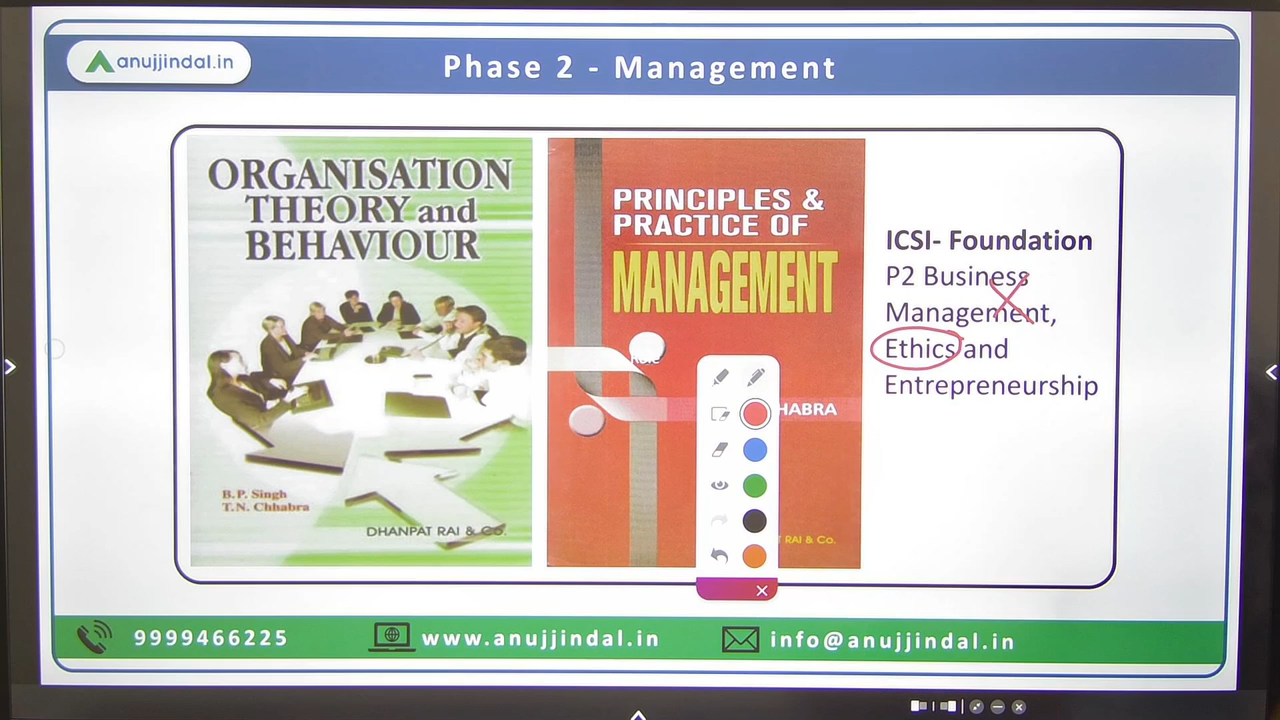 anujjindal.in
Phase 2 - Management
ORGANISATION
THEORY and
BEHAVIOUR
B.P. Singh
T.N. Chhabra
DHANPAT RAI & Co.
PRINCIPLES &
PRACTICE OF
MANAGEMENT
HABRA
RAI & Co.
ICSI- Foundation
P2 Business
Management,
Ethics and
Entrepreneurship
9999466225
www.anujjindal.in
info@anujjindal.in